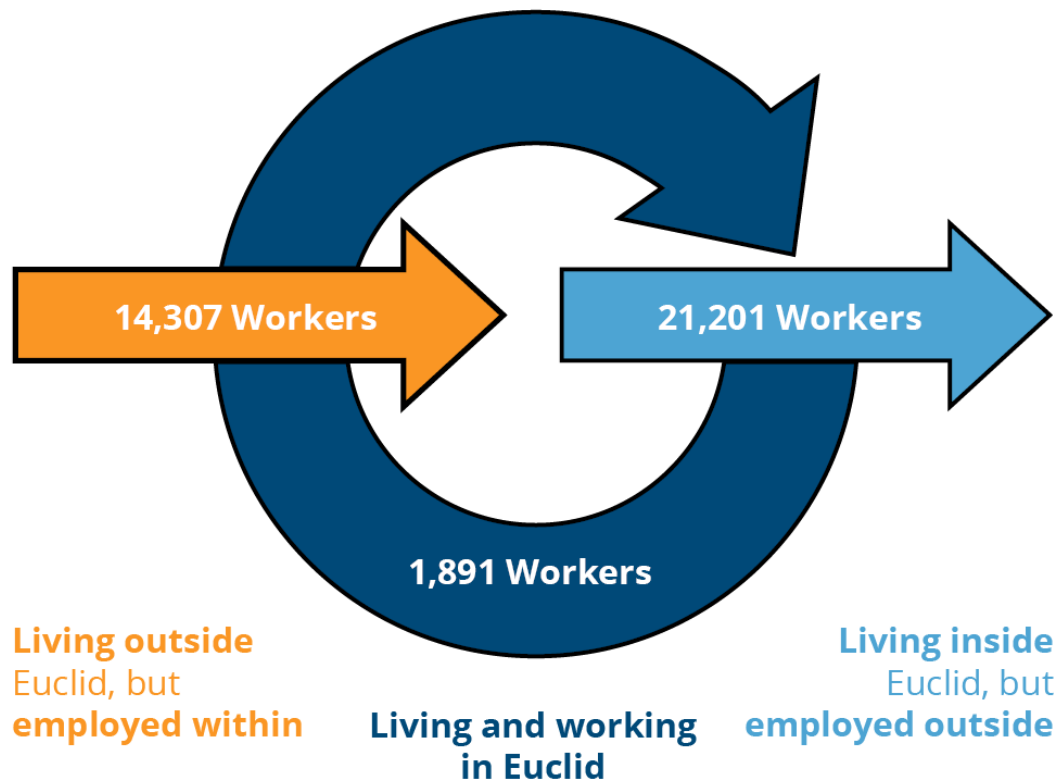 14,307 Workers
21,201 Workers
1,891 Workers
Living outside
Euclid, but
employed within
Living and working
in Euclid
Living inside
Euclid, but
employed outside